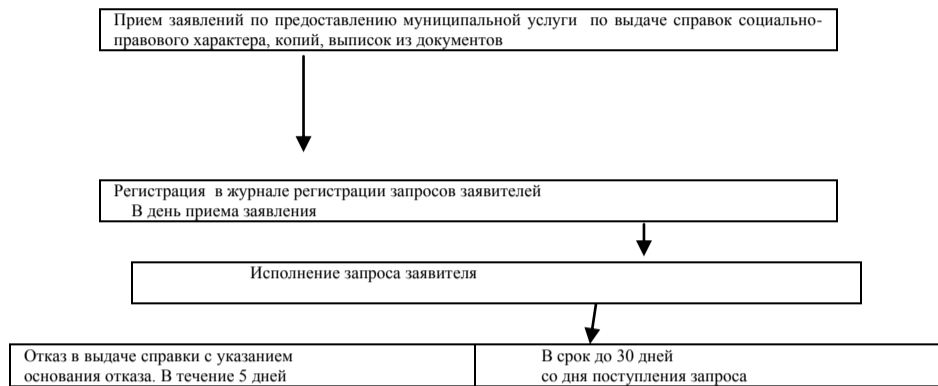 Прием заявлений по предоставлению муниципальной услуги по выдаче справок социально-
правового характера, копий, выписок из документов
Регистрация в журнале регистрации запросов заявителей
В день приема заявления
Исполнение запроса заявителя
Отказ в выдаче справки с указанием
основания отказа. В течение 5 дней
В срок до 30 дней
со дня поступления запроса